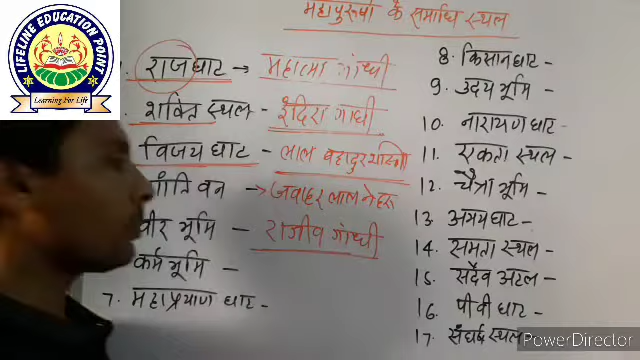 LIFELINE EDUCATION POINT
Learning For Life
महापुरुषों के समाधि स्थल
राजघाट → महात्मा गांधी
शक्ति स्थल - इंदिरा गांधी
विजय घाट - लाल बहादुर शास्त्री
शांति वन → जवाहर लाल नेहरू
वीर भूमि - राजीव गांधी
कर्म भूमि -
7. महाप्रयाण घाट -
8. किसान घाट -
9. उदय भूमि -
10. नारायण घाट -
11. एकता स्थल -
12. चैत्रा भूमि -
13. अभय घाट -
14. समता स्थल -
15. सदैव अटल -
16. पीवी घाट -
17. संघर्ष स्थल -
PowerDirector